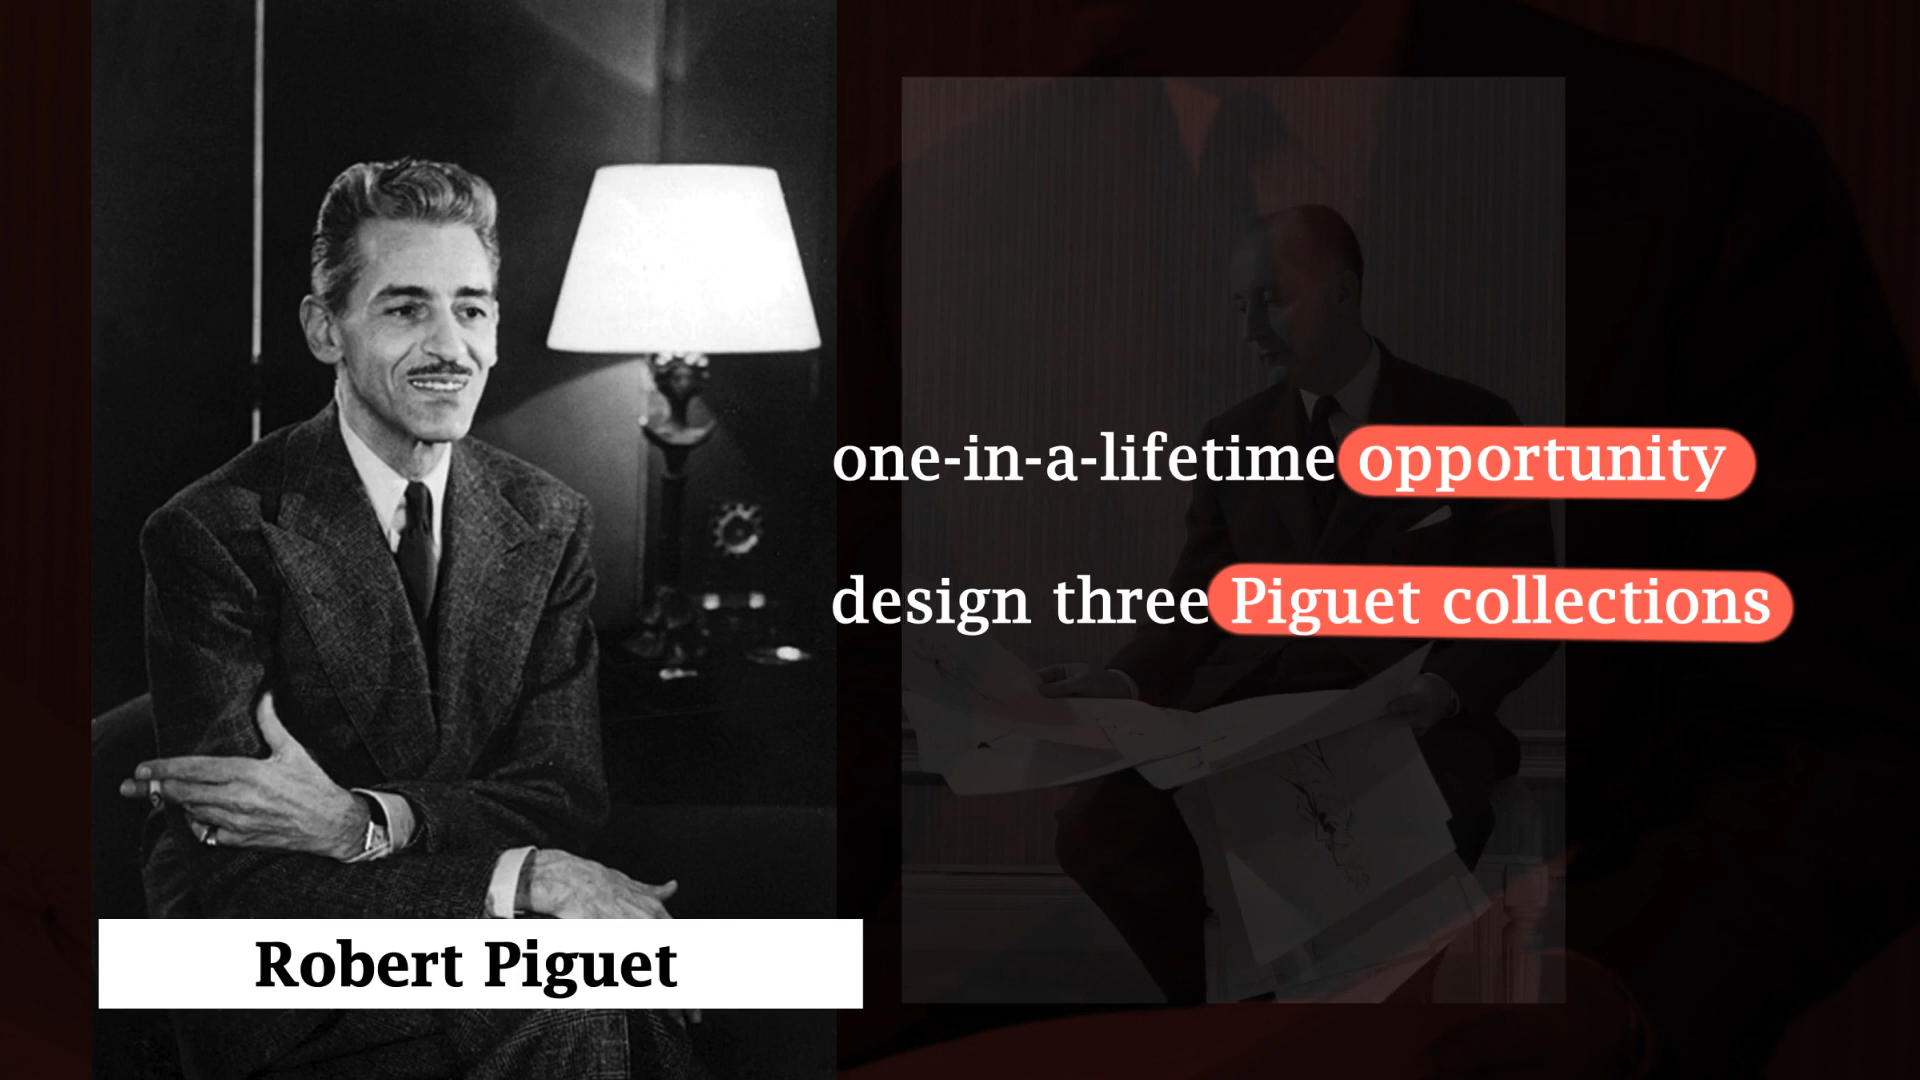 one-in-a-lifetime opportunity
design three Piguet collections
Robert Piguet